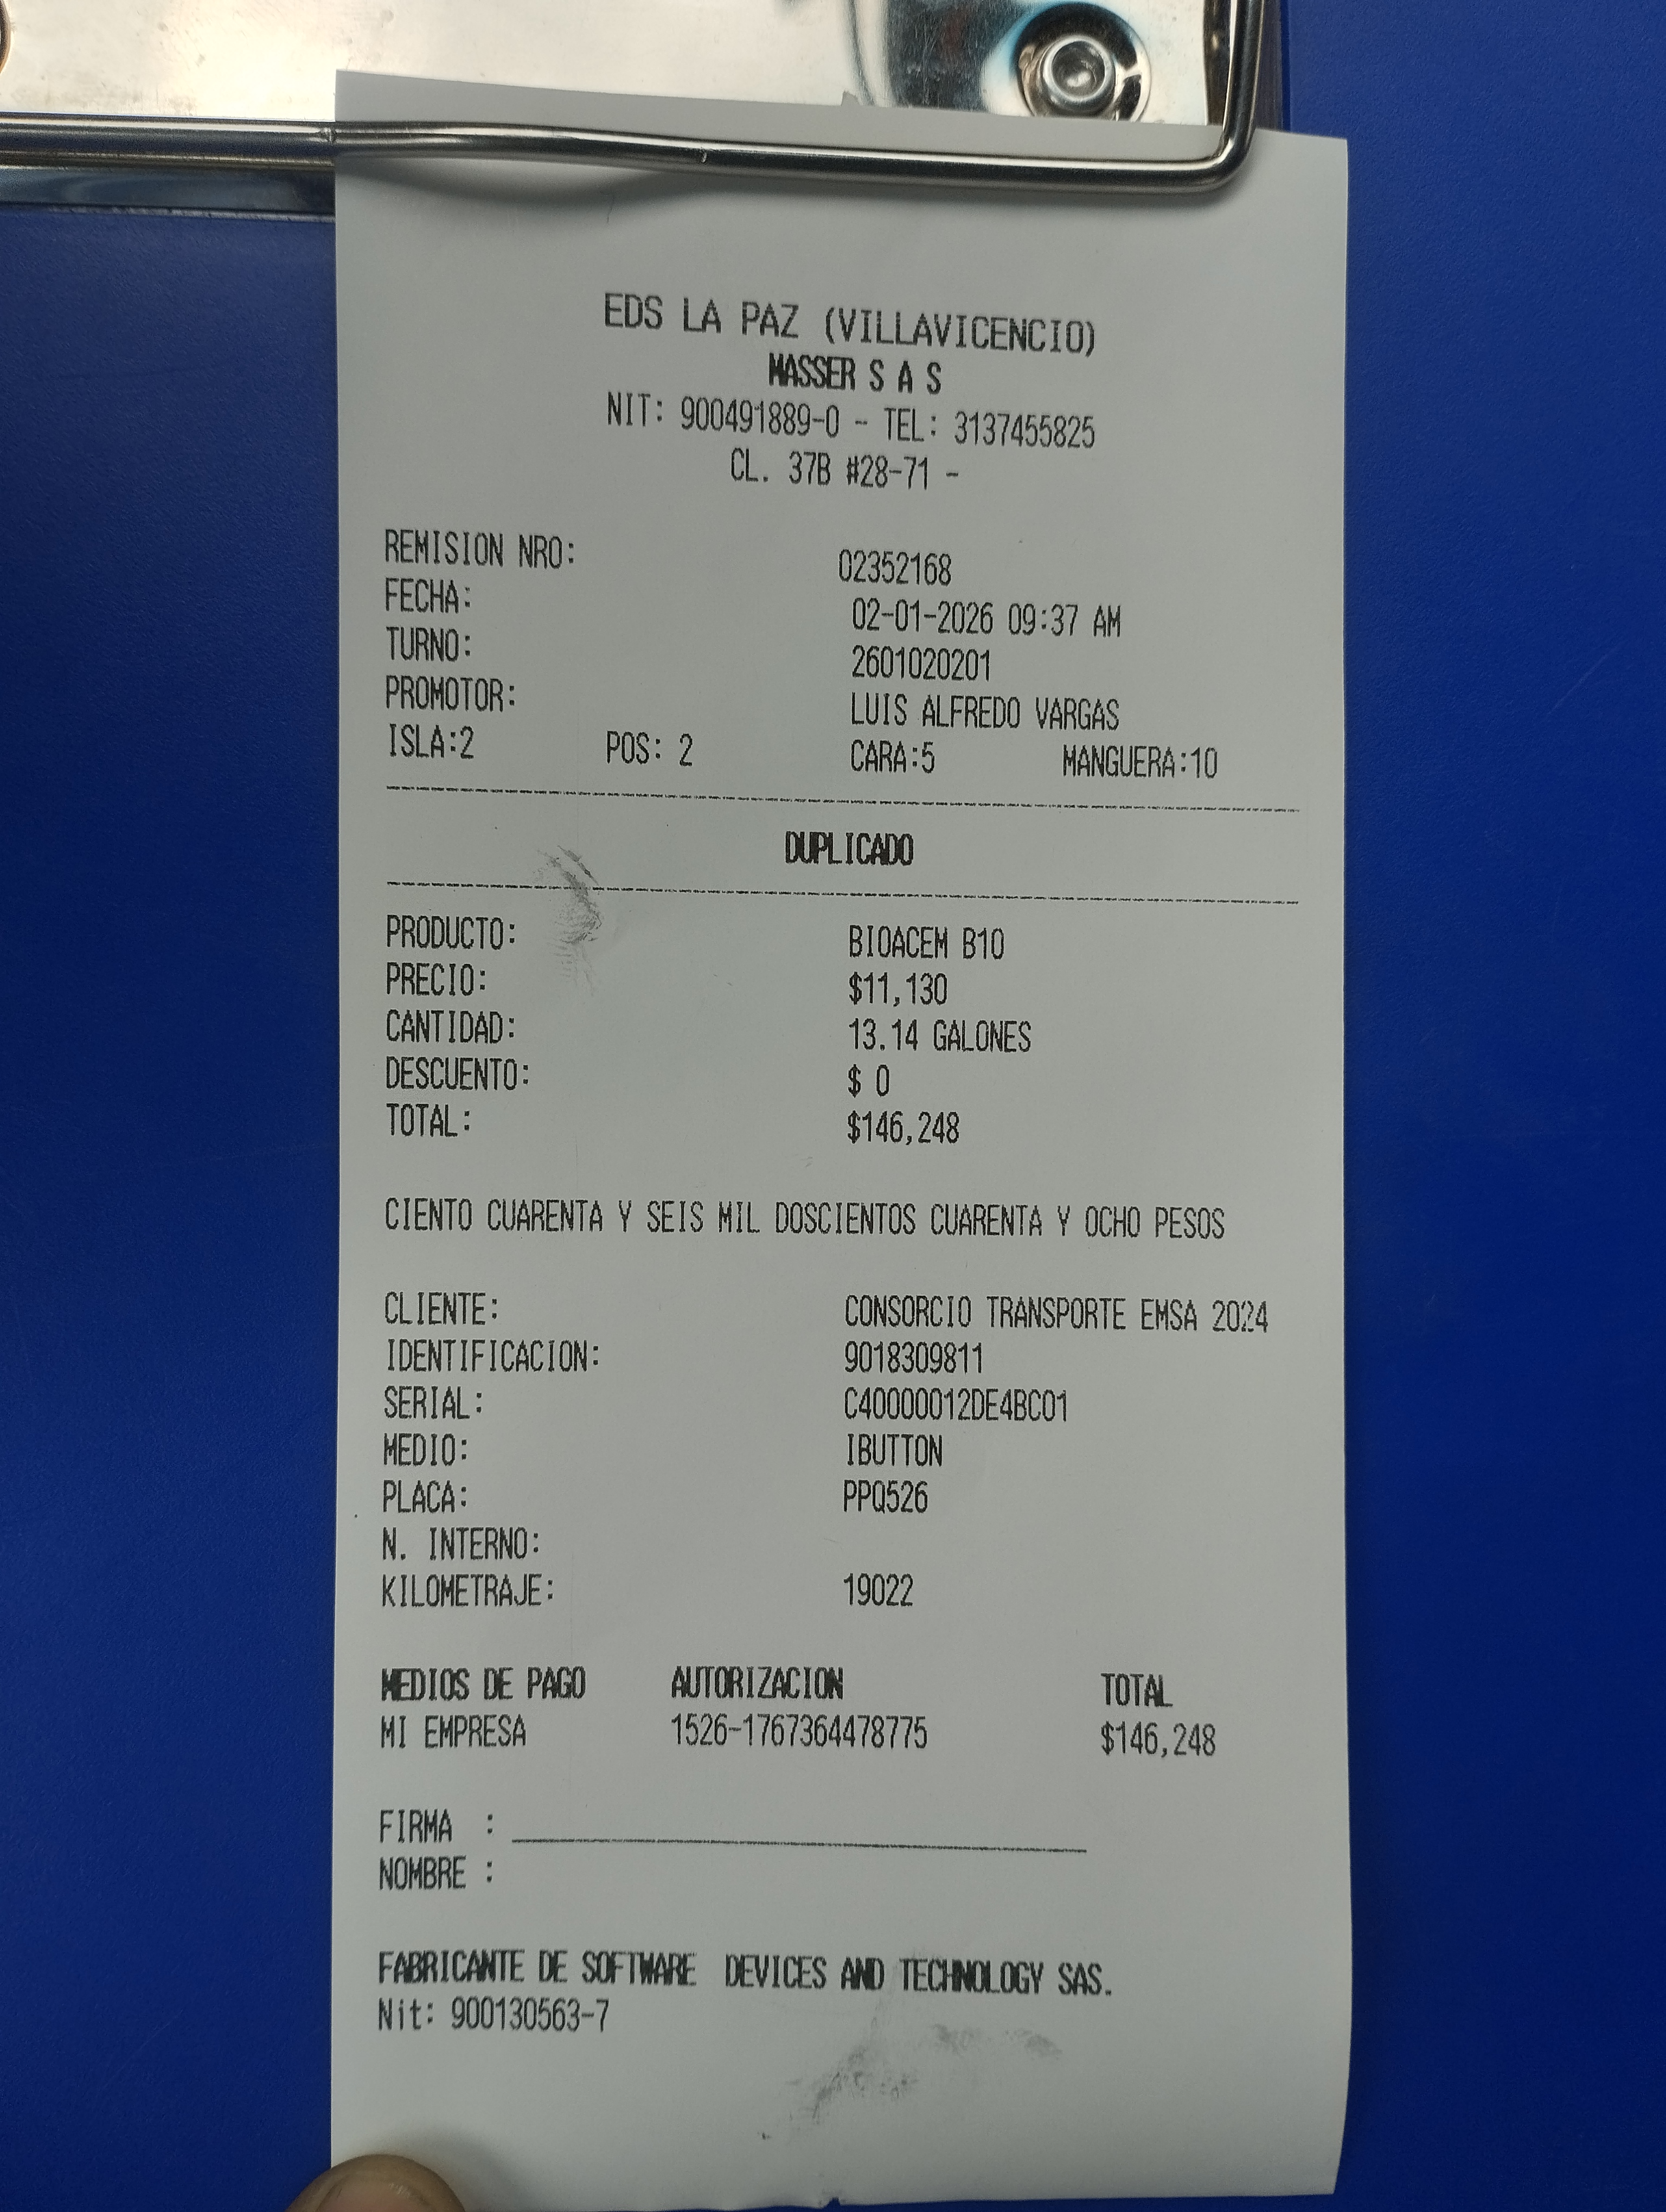 EDS LA PAZ (VILLAVICENCIO)
MASSER S A S
NIT: 900491889-0 - TEL: 3137455825
CL. 37B #28-71 -
REMISION NRO: 02352168
FECHA: 02-01-2026 09:37 AM
TURNO: 2601020201
PROMOTOR: LUIS ALFREDO VARGAS
ISLA:2 POS: 2 CARA:5 MANGUERA:10
DUPLICADO
PRODUCTO: BIOACEM B10
PRECIO: $11,130
CANTIDAD: 13.14 GALONES
DESCUENTO: $ 0
TOTAL: $146,248
CIENTO CUARENTA Y SEIS MIL DOSCIENTOS CUARENTA Y OCHO PESOS
CLIENTE: CONSORCIO TRANSPORTE EMSA 2024
IDENTIFICACION: 9018309811
SERIAL: C40000012DE4BC01
MEDIO: IBUTTON
PLACA: PPQ526
N. INTERNO:
KILOMETRAJE: 19022
MEDIOS DE PAGO AUTORIZACION TOTAL
MI EMPRESA 1526-1767364478775 $146,248
FIRMA :
NOMBRE :
FABRICANTE DE SOFTWARE DEVICES AND TECHNOLOGY SAS.
Nit: 900130563-7